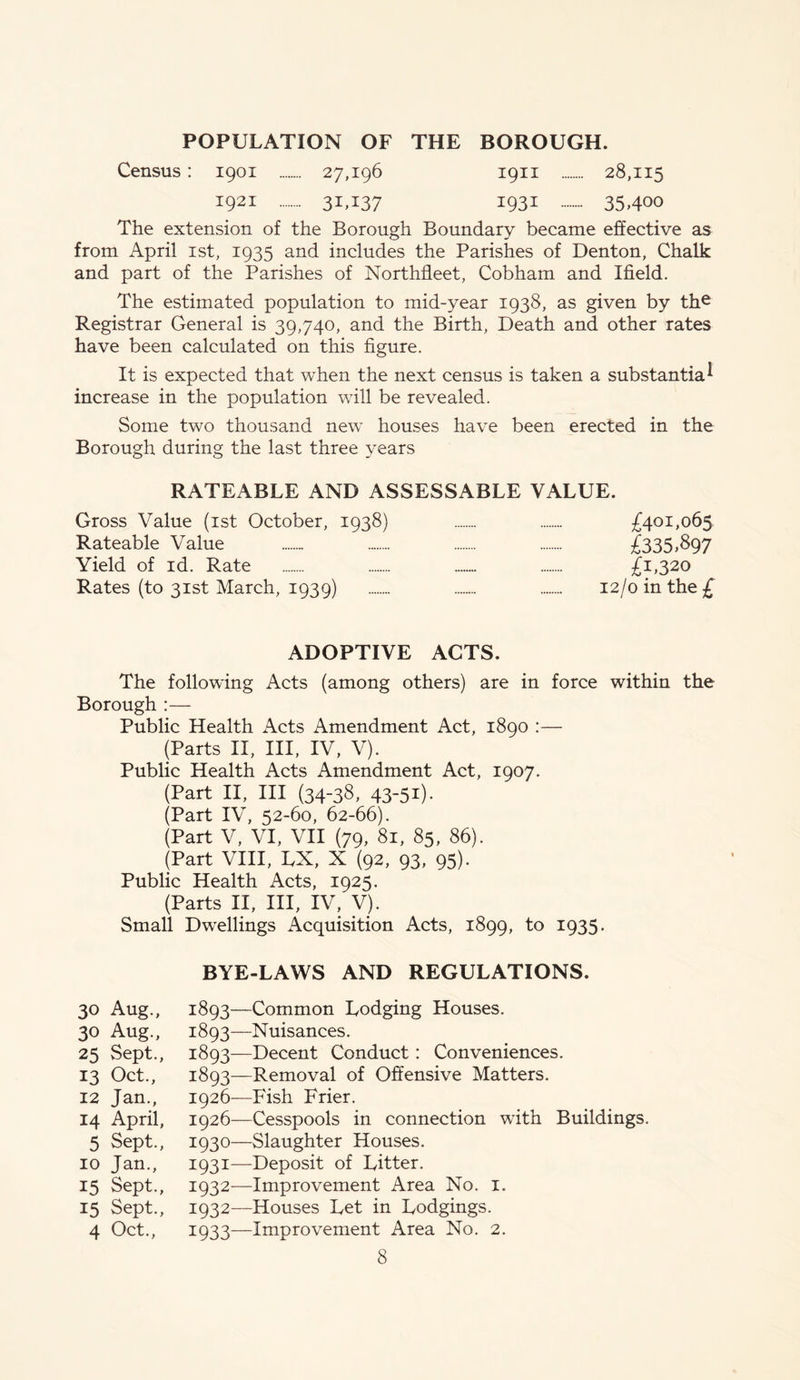 POPULATION OF THE BOROUGH.
Census : 1901 ...... 27,196 1911 ...... 28,115
1921 ...... 31,137 1931 ...... 35,400
The extension of the Borough Boundary became effective as
from April 1st, 1935 and includes the Parishes of Denton, Chalk
and part of the Parishes of Northfleet, Cobham and Ifield.
The estimated population to mid-year 1938, as given by the
Registrar General is 39,740, and the Birth, Death and other rates
have been calculated on this figure.
It is expected that when the next census is taken a substantial
increase in the population will be revealed.
Some two thousand new houses have been erected in the
Borough during the last three years
RATEABLE AND ASSESSABLE VALUE.
Gross Value (1st October, 1938) ...... ...... £401,065
Rateable Value ...... ...... ...... ...... £335,897
Yield of 1d. Rate ...... ...... ...... ...... £1,320
Rates (to 31st March, 1939) ...... ...... ...... 12/0 in the £
ADOPTIVE ACTS.
The following Acts (among others) are in force within the
Borough :—
Public Health Acts Amendment Act, 1890 :—
(Parts II, III, IV, V).
Public Health Acts Amendment Act, 1907.
(Part II, III (34-38, 43-51).
(Part IV, 52-60, 62-66).
(Part V, VI, VII (79, 81, 85, 86).
(Part VIII, LX, X (92, 93, 95).
Public Health Acts, 1925.
(Parts II, III, IV, V).
Small Dwellings Acquisition Acts, 1899, to 1935.
BYE-LAWS AND REGULATIONS.
30 Aug., 1893—Common Lodging Houses.
30 Aug., 1893—Nuisances.
25 Sept., 1893—Decent Conduct : Conveniences.
13 Oct., 1893—Removal of Offensive Matters.
12 Jan., 1926—Fish Frier.
14 April, 1926—Cesspools in connection with Buildings.
5 Sept., 1930—Slaughter Houses.
10 Jan., 1931—Deposit of Litter.
15 Sept., 1932—Improvement Area No. 1.
15 Sept., 1932—Houses Let in Lodgings.
4 Oct., 1933—Improvement Area No. 2.
8